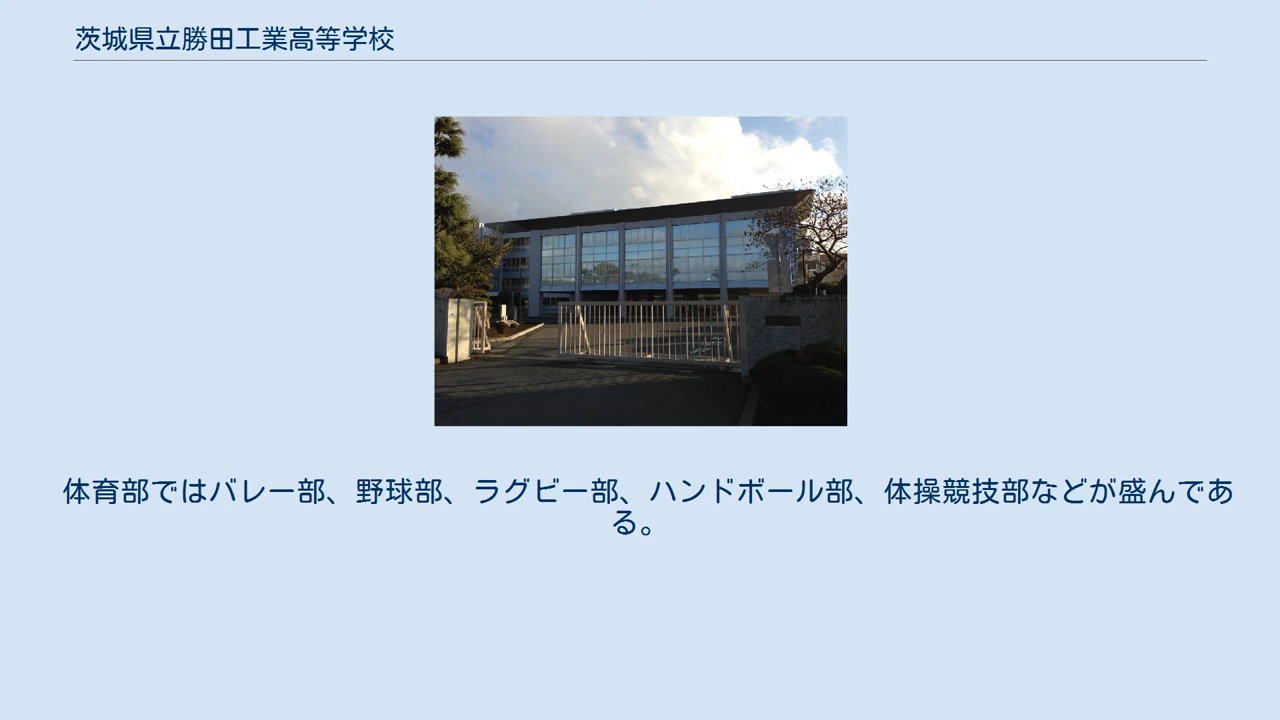 茨城県立勝田工業高等学校
体育部ではバレー部、野球部、ラグビー部、ハンドボール部、体操競技部などが盛んであ
る。